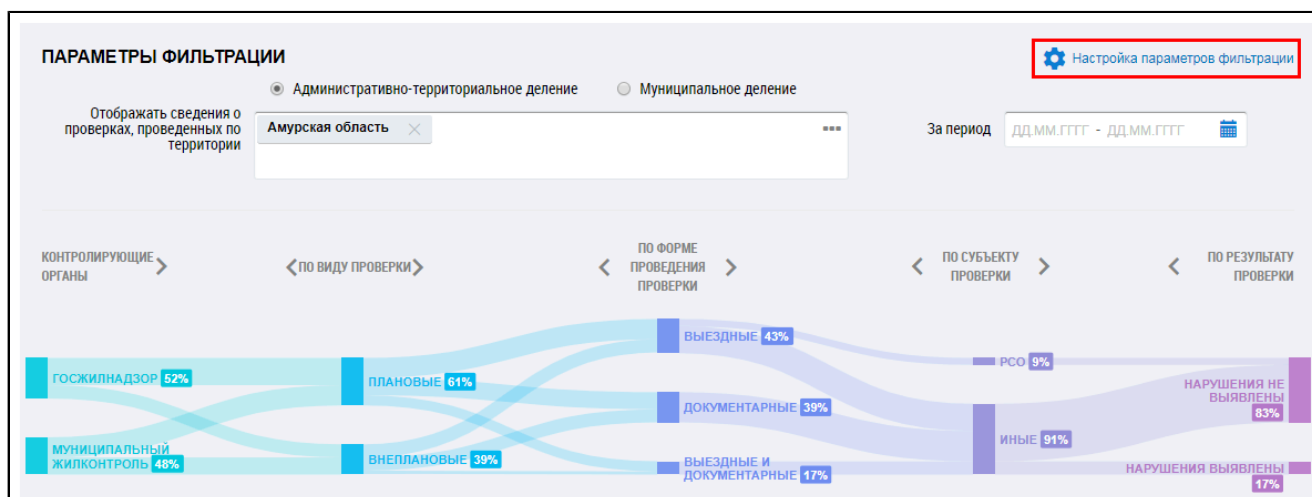 ПАРАМЕТРЫ ФИЛЬТРАЦИИ
Настройка параметров фильтрации
Административно-территориальное деление
Муниципальное деление
Отображать сведения о
проверках, проведенных по
территории
Амурская область
За период
ДД.ММ.ГГГГ - ДД.ММ.ГГГГ
КОНТРОЛИРУЮЩИЕ
ОРГАНЫ
ПО ВИДУ ПРОВЕРКИ
ПО ФОРМЕ
ПРОВЕДЕНИЯ
ПРОВЕРКИ
ПО СУБЪЕКТУ
ПРОВЕРКИ
ПО РЕЗУЛЬТАТУ
ПРОВЕРКИ
ГОСЖИЛНАДЗОР 52%
МУНИЦИПАЛЬНЫЙ
ЖИЛКОНТРОЛЬ 48%
ПЛАНОВЫЕ 61%
ВНЕПЛАНОВЫЕ 39%
ВЫЕЗДНЫЕ 43%
ДОКУМЕНТАРНЫЕ 39%
ВЫЕЗДНЫЕ И
ДОКУМЕНТАРНЫЕ 17%
РСО 9%
ИНЫЕ 91%
НАРУШЕНИЯ НЕ
ВЫЯВЛЕНЫ
83%
НАРУШЕНИЯ ВЫЯВЛЕНЫ
17%